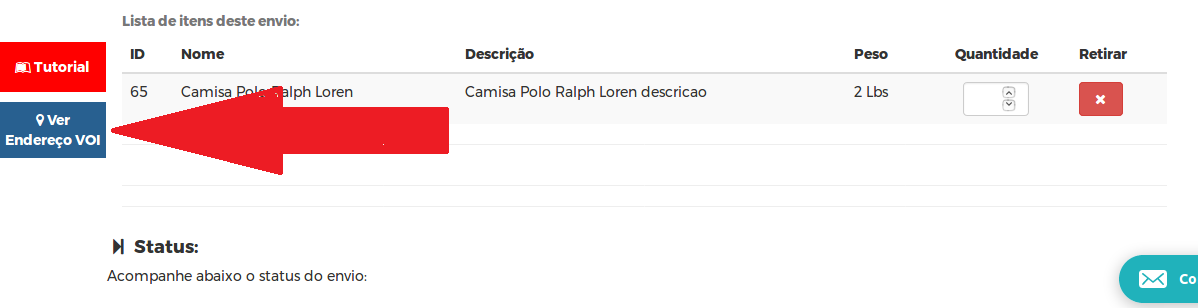 Lista de itens deste envio:
ID Nome Descrição Peso Quantidade Retirar
Tutorial
65 Camisa Polo Ralph Loren Camisa Polo Ralph Loren descricao 2 Lbs
Ver
Endereço VOI
Status:
Acompanhe abaixo o status do envio:
Co